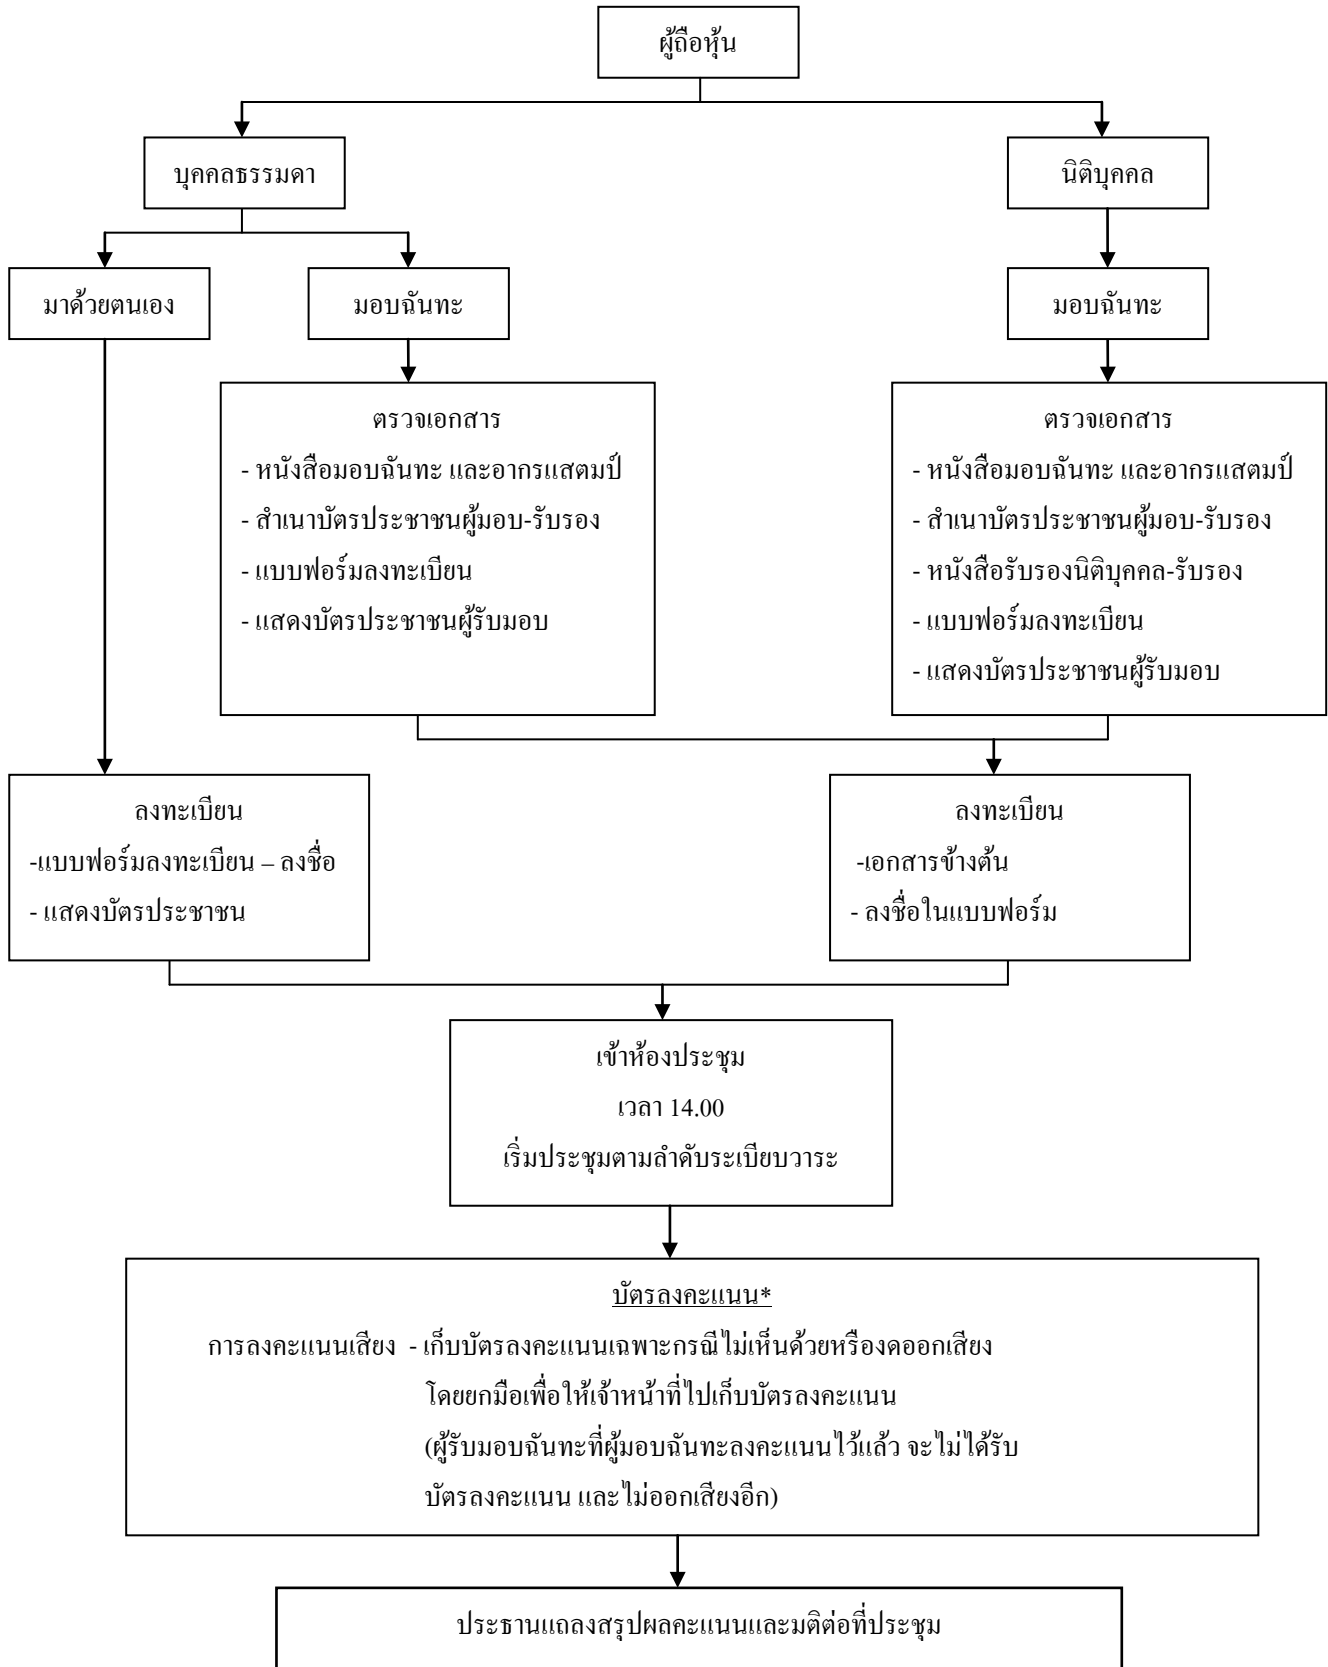 ผู้ถือหุ้น
บุคคลธรรมดา
นิติบุคคล
มาด้วยตนเอง
มอบฉันทะ
มอบฉันทะ
ตรวจเอกสาร
- หนังสือมอบฉันทะ และอากรแสตมป์
- สำเนาบัตรประชาชนผู้มอบ-รับรอง
- แบบฟอร์มลงทะเบียน
- แสดงบัตรประชาชนผู้รับมอบ
ตรวจเอกสาร
- หนังสือมอบฉันทะ และอากรแสตมป์
- สำเนาบัตรประชาชนผู้มอบ-รับรอง
- หนังสือรับรองนิติบุคคล-รับรอง
- แบบฟอร์มลงทะเบียน
- แสดงบัตรประชาชนผู้รับมอบ
ลงทะเบียน
-แบบฟอร์มลงทะเบียน – ลงชื่อ
- แสดงบัตรประชาชน
ลงทะเบียน
-เอกสารข้างต้น
- ลงชื่อในแบบฟอร์ม
เข้าห้องประชุม
เวลา 14.00
เริ่มประชุมตามลำดับระเบียบวาระ
บัตรลงคะแนน*
การลงคะแนนเสียง - เก็บบัตรลงคะแนนเฉพาะกรณีไม่เห็นด้วยหรืองดออกเสียง
โดยยกมือเพื่อให้เจ้าหน้าที่ไปเก็บบัตรลงคะแนน
(ผู้รับมอบฉันทะที่ผู้มอบฉันทะลงคะแนนไว้แล้ว จะไม่ได้รับ
บัตรลงคะแนน และไม่ออกเสียงอีก)
ประธานแถลงสรุปผลคะแนนและมติต่อที่ประชุม